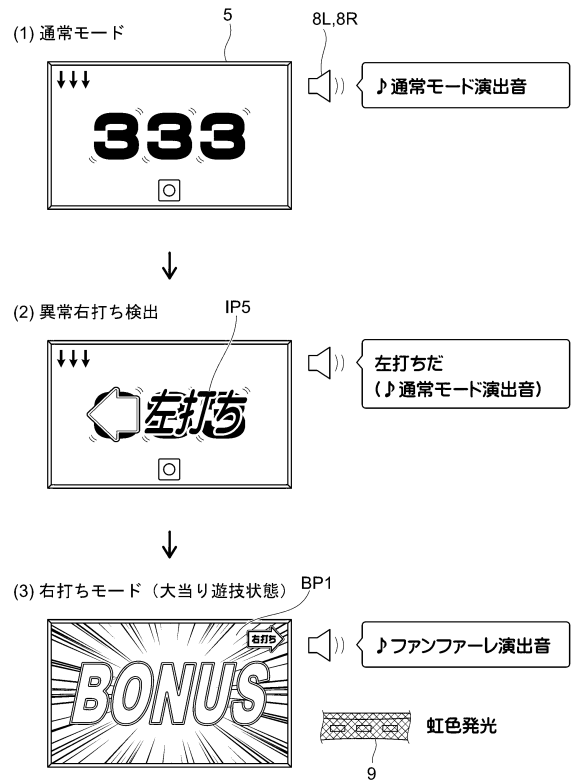 5
8L,8R
(1) 通常モード
↓↓↓
333
♪通常モード演出音
↓
(2) 異常右打ち検出
IP5
↓↓↓
左打ち
左打ちだ
(♪通常モード演出音)
↓
(3) 右打ちモード（大当り遊技状態）
BP1
右打ち
BONUS
♪ファンファーレ演出音
虹色発光
9